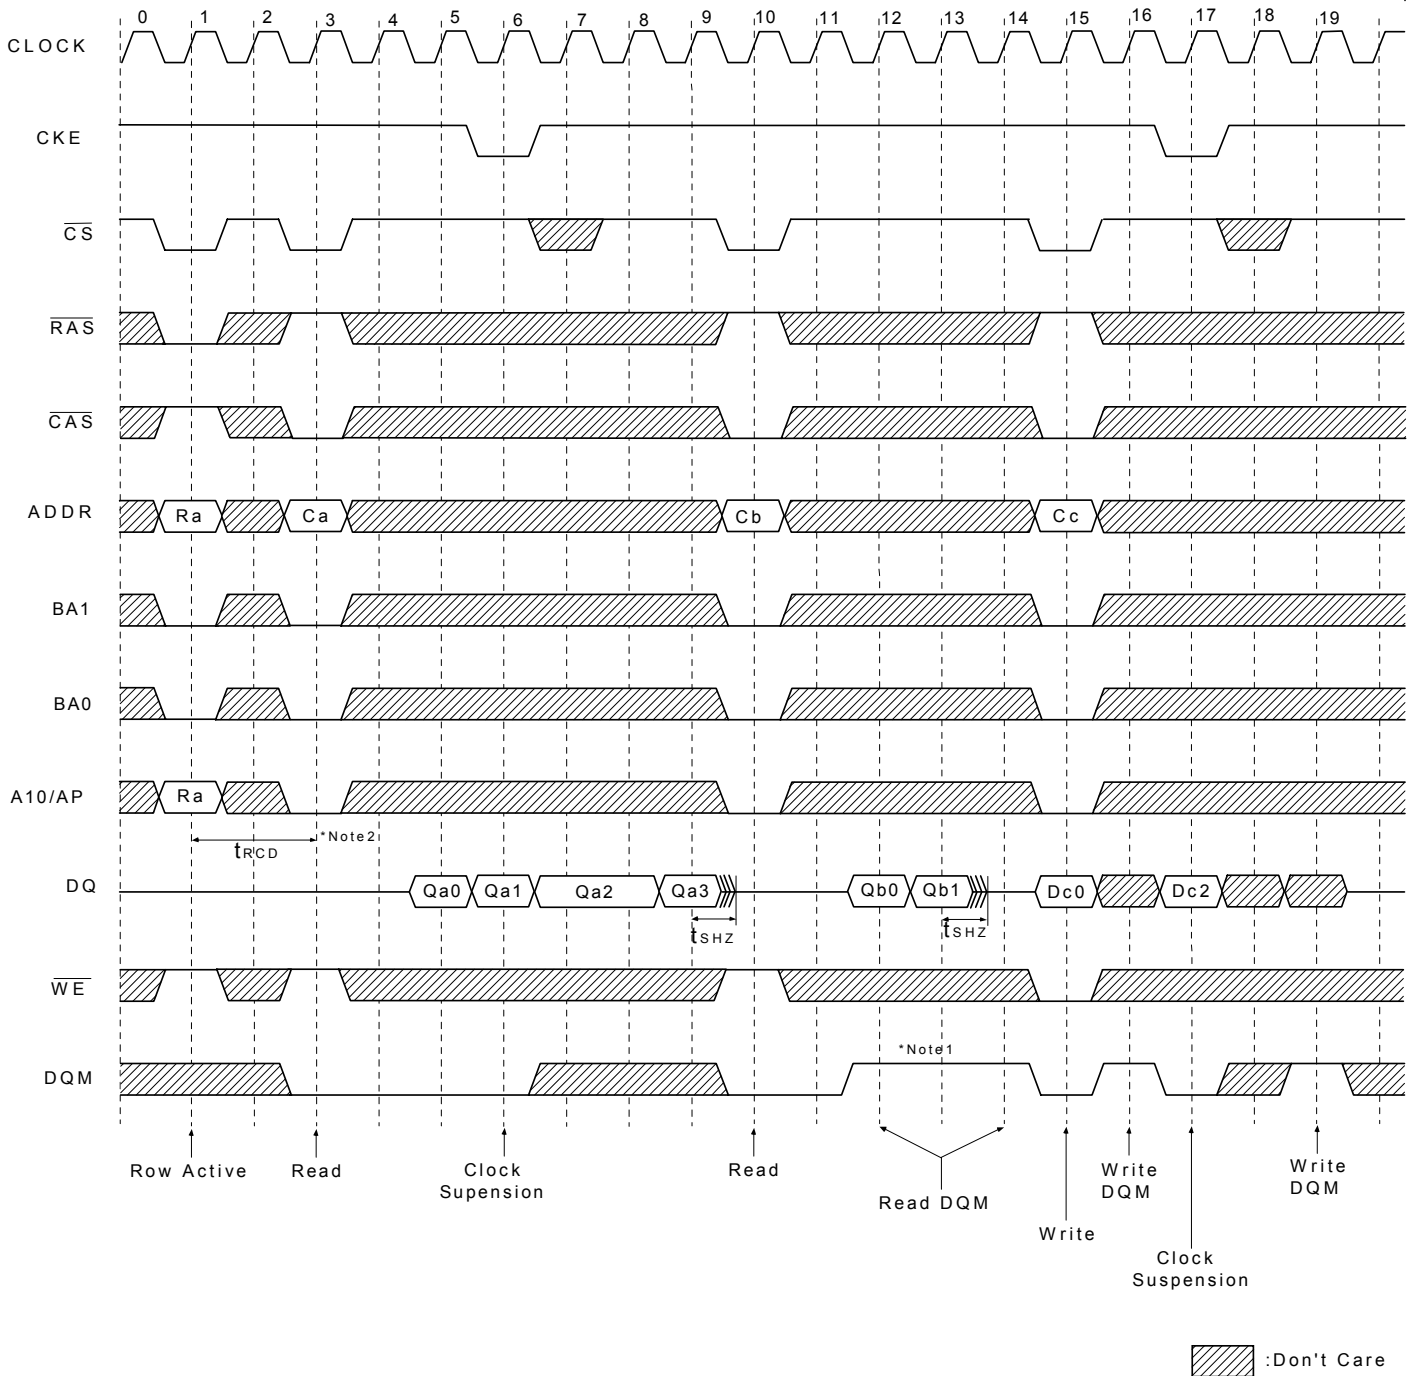 0 1 2 3 4 5 6 7 8 9 10 11 12 13 14 15 16 17 18 19
CLOCK
CKE
CS
RAS
CAS
ADDR Ra Ca Cb Cc
BA1
BA0
A10/AP Ra
tRCD *Note2
DQ Qa0 Qa1 Qa2 Qa3 Qb0 Qb1 Dc0 Dc2
tSHZ tSHZ
WE
*Note1
DQM
Row Active Read Clock Read Write Write
Supension DQM DQM
Read DQM
Write
Clock
Suspension
:Don't Care